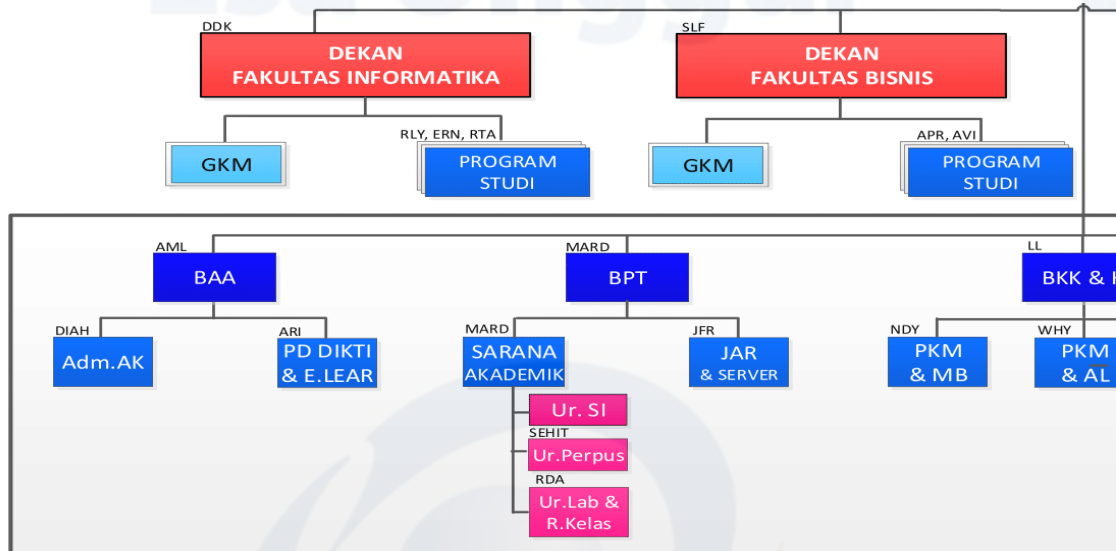 DDK
DEKAN
FAKULTAS INFORMATIKA
SLF
DEKAN
FAKULTAS BISNIS
GKM
RLY, ERN, RTA
PROGRAM
STUDI
GKM
APR, AVI
PROGRAM
STUDI
AML
BAA
MARD
BPT
LL
BKK &
DIAH
Adm.AK
ARI
PD DIKTI
& E.LEAR
MARD
SARANA
AKADEMIK
JFR
JAR
& SERVER
NDY
PKM
& MB
WHY
PKM
& AL
Ur. SI
SEHIT
Ur.Perpus
RDA
Ur.Lab &
R.Kelas